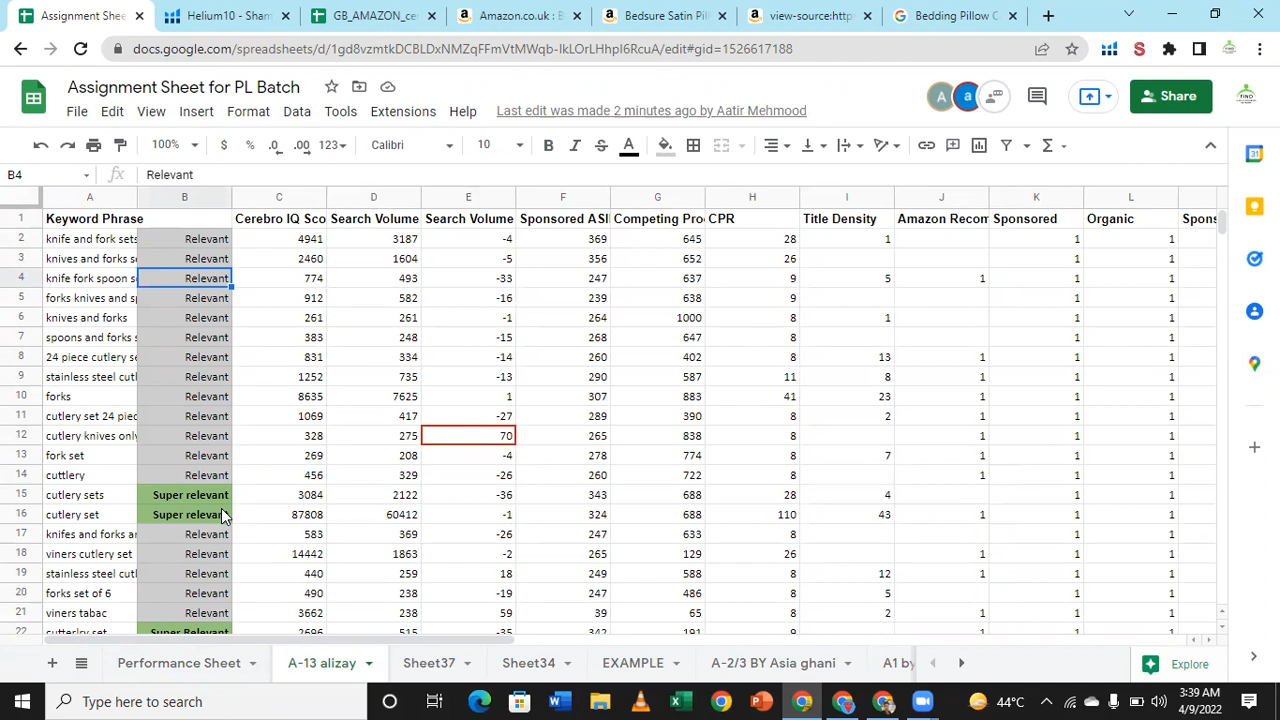 Assignment Shee
Helium10 - Sham
GB_AMAZON_ce
Amazon.co.uk : B
Bedsure Satin Pil
view-source:http
Bedding Pillow C
docs.google.com/spreadsheets/d/1gd8vzmtkDCBLDxNMZqFFmVtMWqb-IkLOrLHhpl6RcuA/edit#gid=1526617188
Assignment Sheet for PL Batch
File Edit View Insert Format Data Tools Extensions Help Last edit was made 2 minutes ago by Aatir Mehmood
A a Share
100% $ % .0 .00 123 Calibri 10 B I S A
B4 fx Relevant
A B C D E F G H I J K L
1 Keyword Phrase Cerebro IQ Sco Search Volume Search Volume Sponsored ASI Competing Pro CPR Title Density Amazon Recom Sponsored Organic Spons
2 knife and fork sets Relevant 4941 3187 -4 369 645 28 1 1 1
3 knives and forks s Relevant 2460 1604 -5 356 652 26 1 1
4 knife fork spoon s Relevant 774 493 -33 247 637 9 5 1 1 1
5 forks knives and s Relevant 912 582 -16 239 638 9 1 1
6 knives and forks Relevant 261 261 -1 264 1000 8 1 1 1
7 spoons and forks Relevant 383 248 -15 268 647 8 1 1
8 24 piece cutlery s Relevant 831 334 -14 260 402 8 13 1 1 1
9 stainless steel cutl Relevant 1252 735 -13 290 587 11 8 1 1 1
10 forks Relevant 8635 7625 1 307 883 41 23 1 1 1
11 cutlery set 24 piec Relevant 1069 417 -27 289 390 8 2 1 1 1
12 cutlery knives only Relevant 328 275 70 265 838 8 1 1 1
13 fork set Relevant 269 208 -4 278 774 8 7 1 1 1
14 cuttlery Relevant 456 329 -26 260 722 8 1 1 1
15 cutlery sets Super relevant 3084 2122 -36 343 688 28 4 1 1
16 cutlery set Super relevant 87808 60412 -1 324 688 110 43 1 1 1
17 knifes and forks a Relevant 583 369 -26 247 633 8 1 1
18 viners cutlery set Relevant 14442 1863 -2 265 129 26 1 1 1
19 stainless steel cutl Relevant 440 259 18 249 588 8 12 1 1 1
20 forks set of 6 Relevant 490 238 -19 247 486 8 5 1 1
21 viners tabac Relevant 3662 238 59 39 65 8 2 1 1 1
22 cutterlry set Super Relevant 2696 515 -35 342 191 9 1 1
Performance Sheet A-13 alizay Sheet37 Sheet34 EXAMPLE A-2/3 BY Asia ghani A1 by Explore
Type here to search
44°C
3:39 AM
4/9/2022